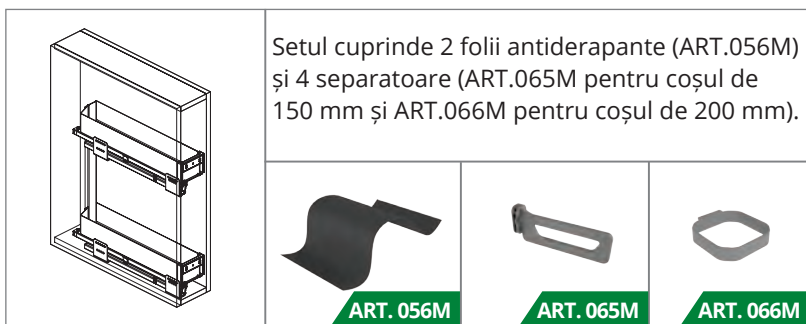 Setul cuprinde 2 folii antiderapante (ART.056M)
și 4 separatoare (ART.065M pentru coșul de
150 mm și ART.066M pentru coșul de 200 mm).
ART. 056M
ART. 065M
ART. 066M